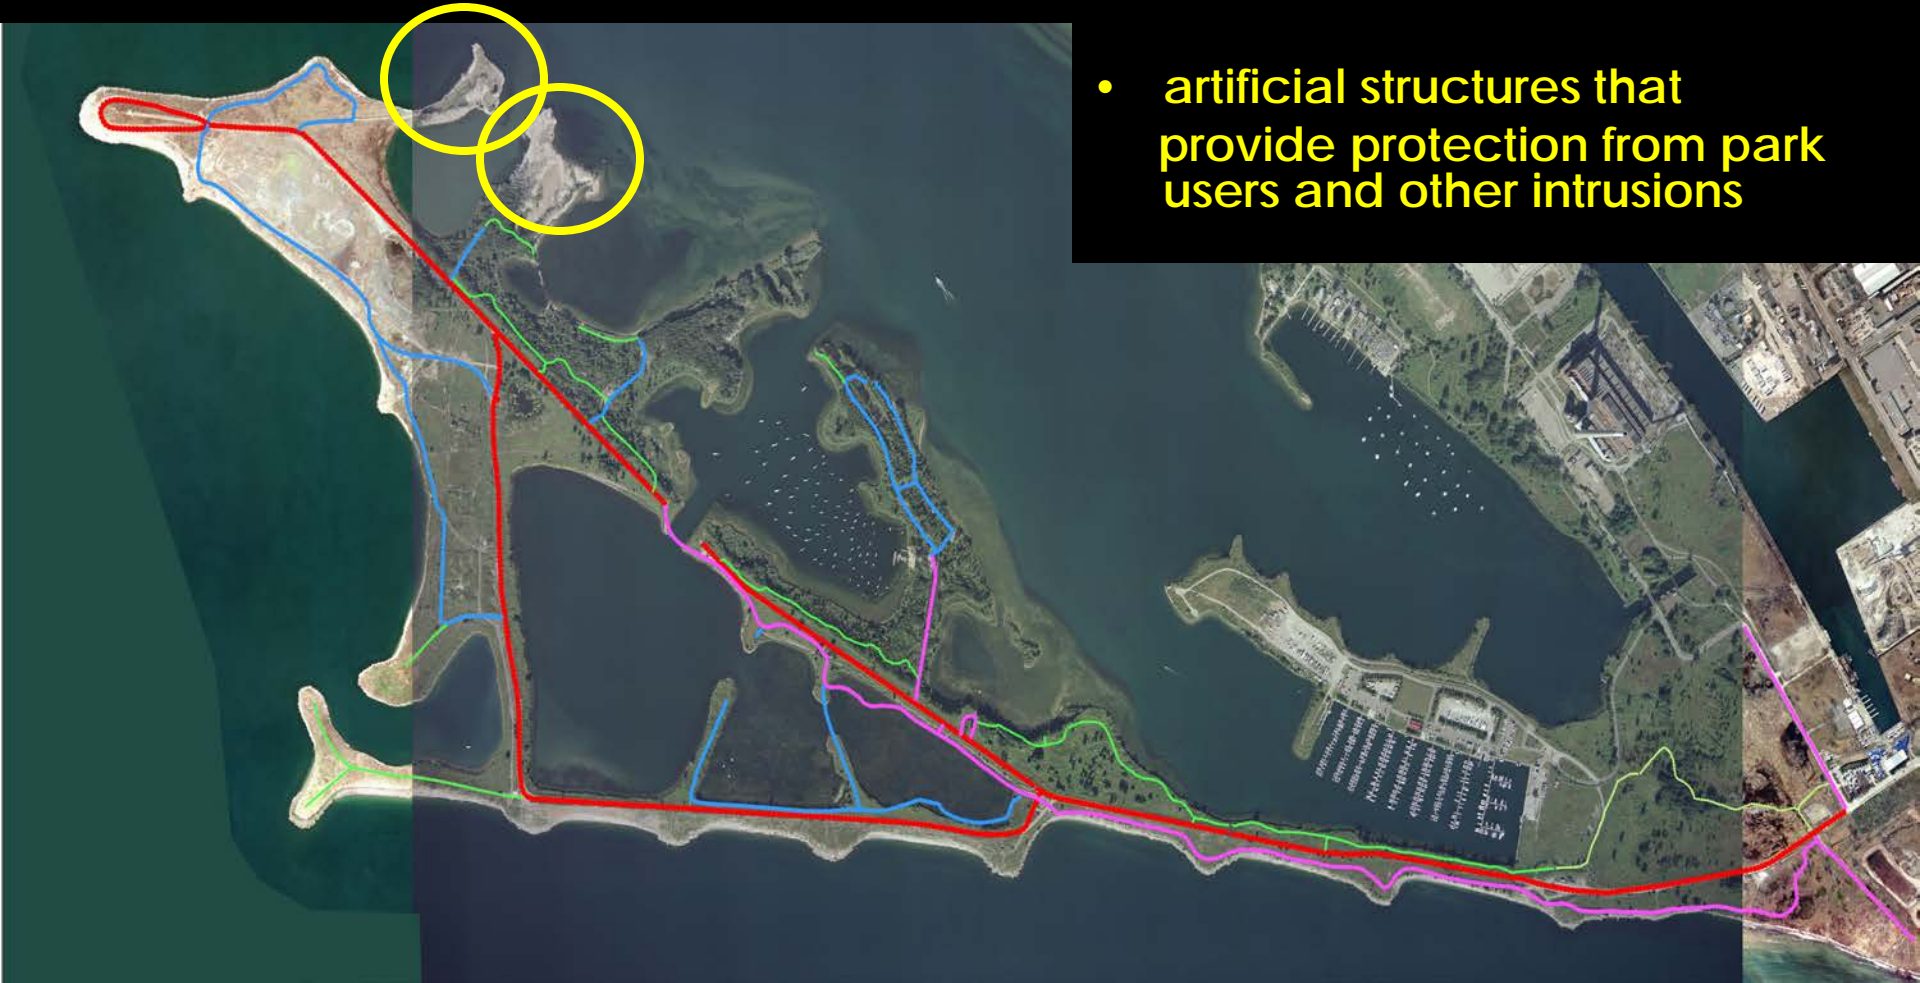 • artificial structures that
provide protection from park
users and other intrusions